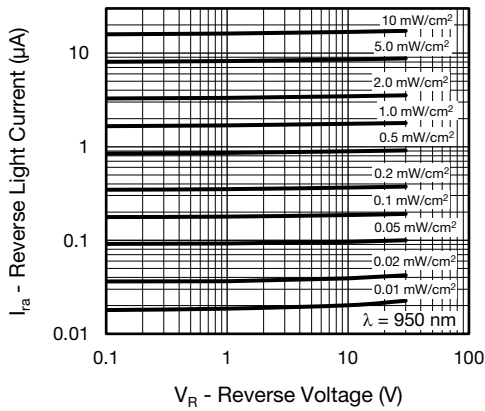 I_ra - Reverse Light Current (µA)
10
1
0.1
0.01
10 mW/cm²
5.0 mW/cm²
2.0 mW/cm²
1.0 mW/cm²
0.5 mW/cm²
0.2 mW/cm²
0.1 mW/cm²
0.05 mW/cm²
0.02 mW/cm²
0.01 mW/cm²
λ = 950 nm
0.1 1 10 100
V_R - Reverse Voltage (V)